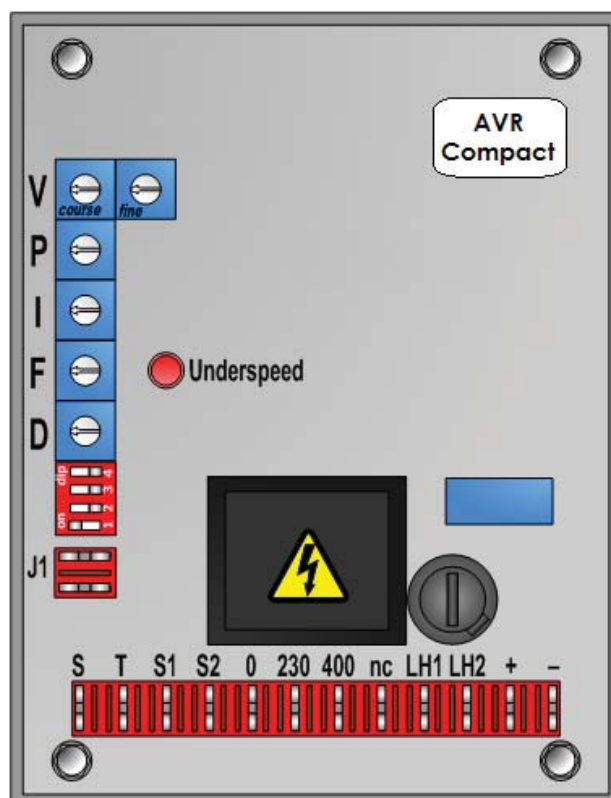 AVR
Compact
V
course fine
P
I
F
Underspeed
D
dip
on
4
3
2
1
J1
S T S1 S2 0 230 400 nc LH1 LH2 + –